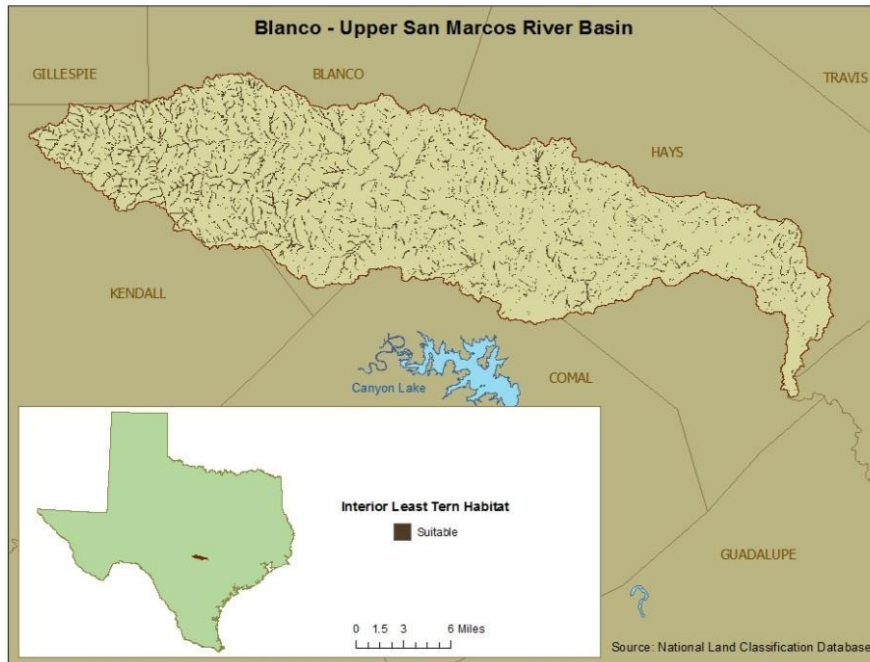 Blanco - Upper San Marcos River Basin
GILLESPIE
BLANCO
TRAVIS
HAYS
KENDALL
Canyon Lake
COMAL
Interior Least Tern Habitat
Suitable
GUADALUPE
0 1.5 3 6 Miles
Source: National Land Classification Database